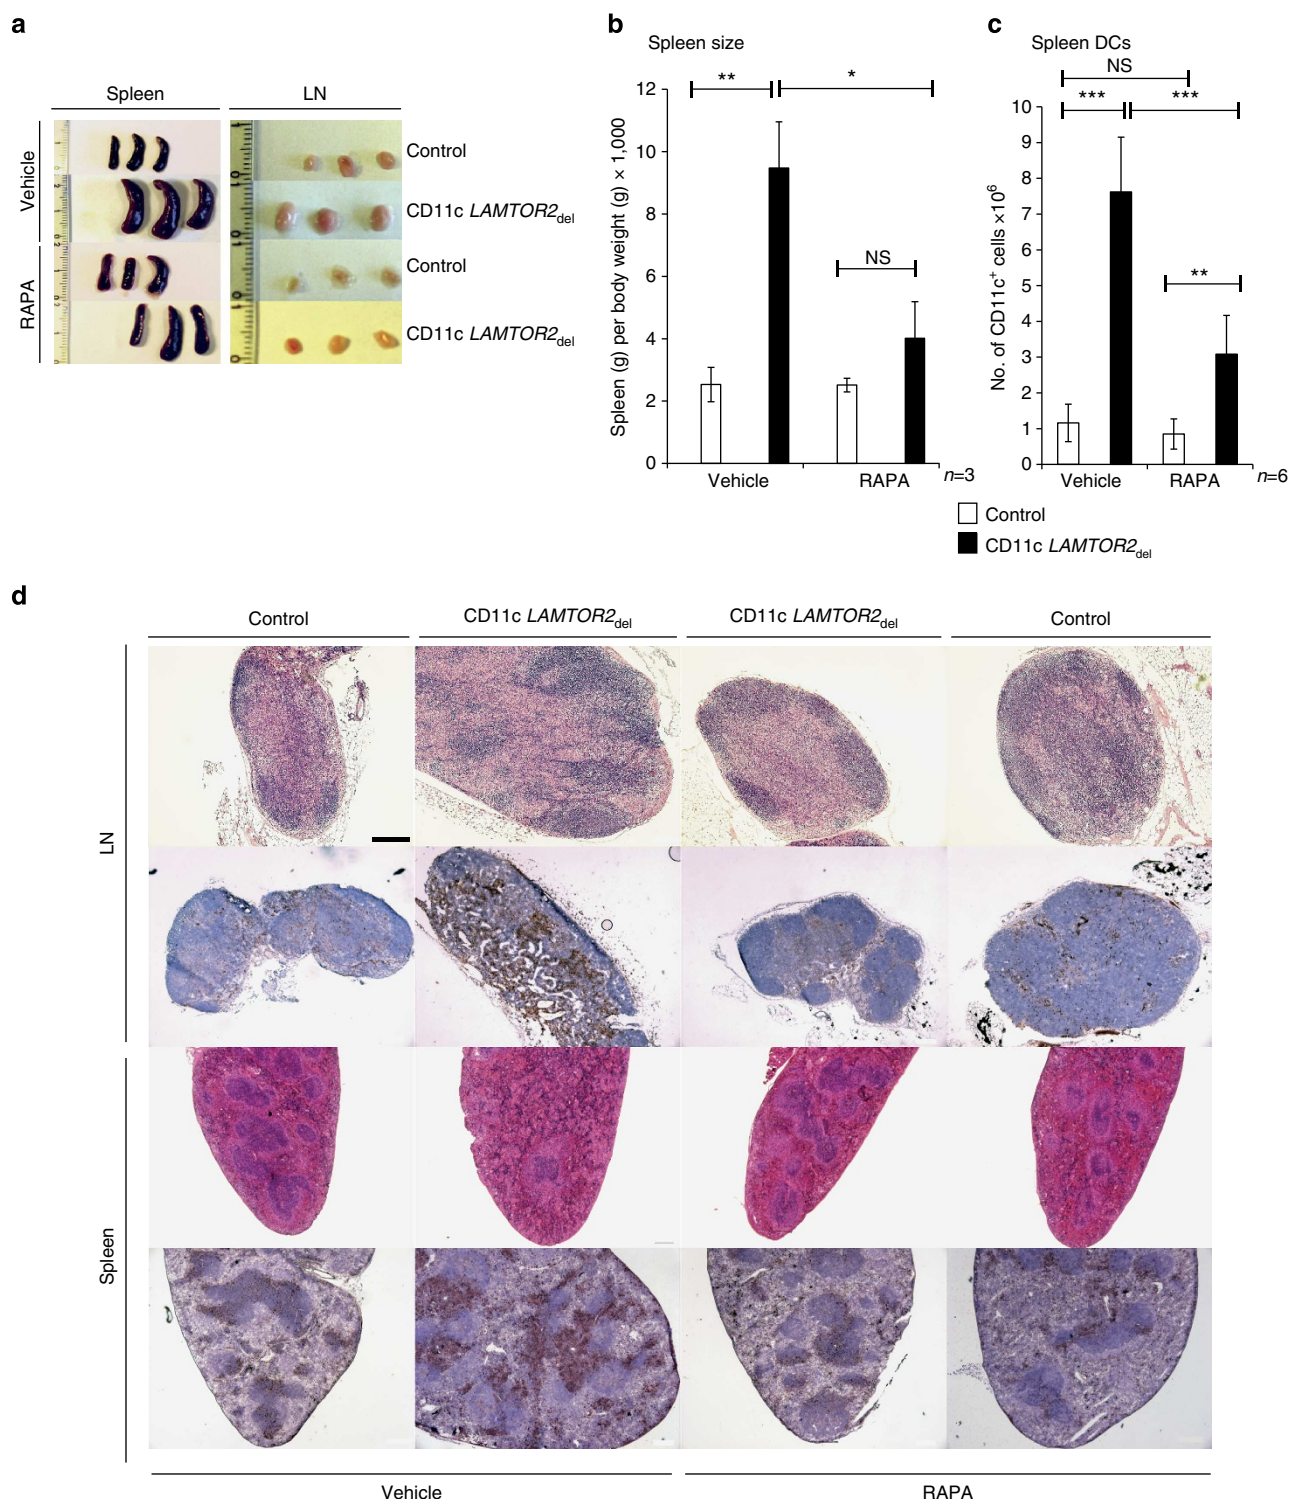 a
Spleen
LN
Vehicle
RAPA
Control
CD11c LAMTOR2del
Control
CD11c LAMTOR2del
b
Spleen size
**
*
NS
Spleen (g) per body weight (g) × 1,000
12
10
8
6
4
2
0
Vehicle
RAPA
n=3
c
Spleen DCs
NS
***
***
**
No. of CD11c+ cells ×10^6
10
9
8
7
6
5
4
3
2
1
0
Vehicle
RAPA
n=6
Control
CD11c LAMTOR2del
d
Control
CD11c LAMTOR2del
CD11c LAMTOR2del
Control
LN
Spleen
Vehicle
RAPA